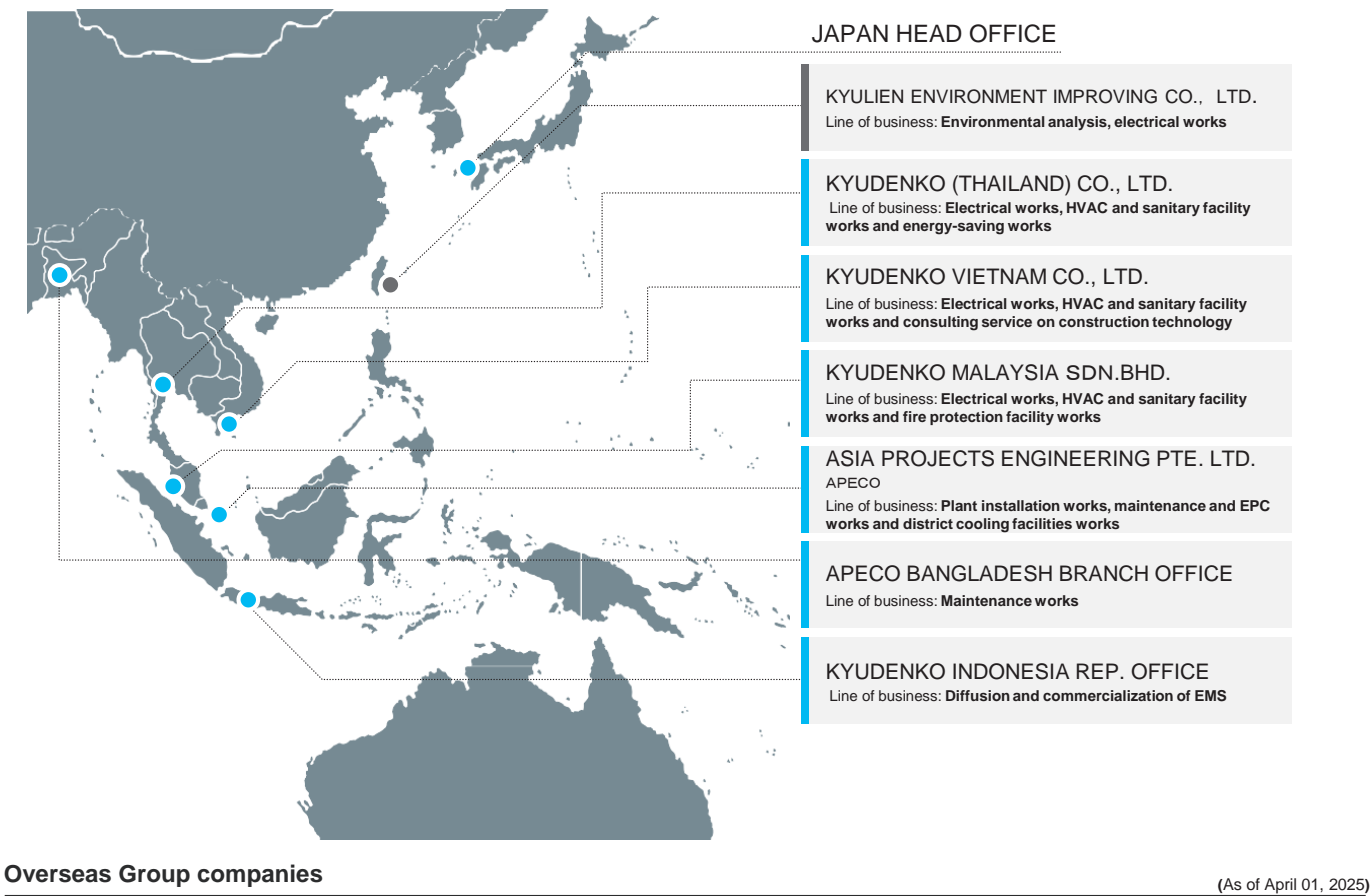 JAPAN HEAD OFFICE
KYULIEN ENVIRONMENT IMPROVING CO., LTD.
Line of business: Environmental analysis, electrical works
KYUDENKO (THAILAND) CO., LTD.
Line of business: Electrical works, HVAC and sanitary facility
works and energy-saving works
KYUDENKO VIETNAM CO., LTD.
Line of business: Electrical works, HVAC and sanitary facility
works and consulting service on construction technology
KYUDENKO MALAYSIA SDN.BHD.
Line of business: Electrical works, HVAC and sanitary facility
works and fire protection facility works
ASIA PROJECTS ENGINEERING PTE. LTD.
APECO
Line of business: Plant installation works, maintenance and EPC
works and district cooling facilities works
APECO BANGLADESH BRANCH OFFICE
Line of business: Maintenance works
KYUDENKO INDONESIA REP. OFFICE
Line of business: Diffusion and commercialization of EMS
Overseas Group companies
(As of April 01, 2025)